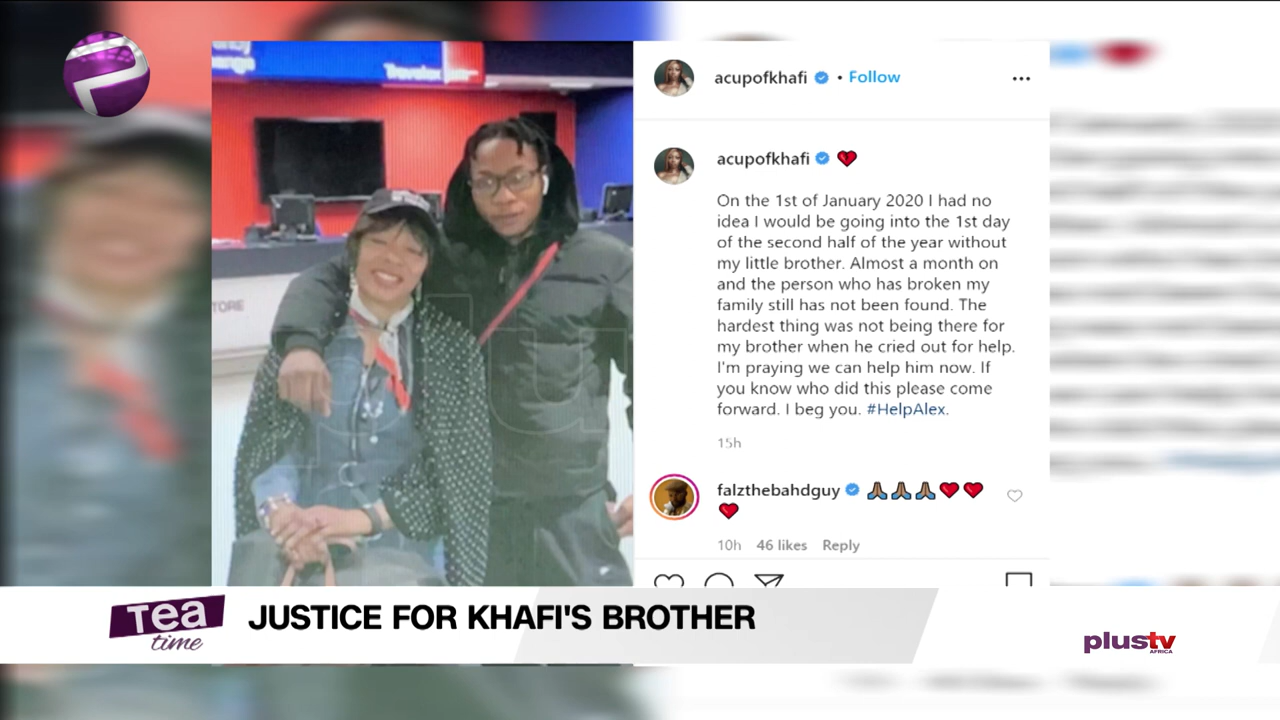 Travelex
TORE
acupofkhafi • Follow
acupofkhafi
On the 1st of January 2020 I had no
idea I would be going into the 1st day
of the second half of the year without
my little brother. Almost a month on
and the person who has broken my
family still has not been found. The
hardest thing was not being there for
my brother when he cried out for help.
I'm praying we can help him now. If
you know who did this please come
forward. I beg you. #HelpAlex.
15h
falzthebahdguy
10h 46 likes Reply
Tea
time
JUSTICE FOR KHAFI'S BROTHER
plustv
AFRICA